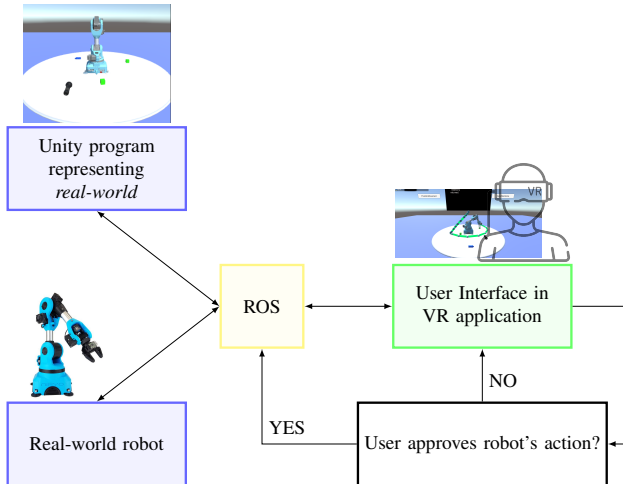 Unity program
representing
real-world
VR
ROS
User Interface in
VR application
NO
YES
Real-world robot
User approves robot's action?